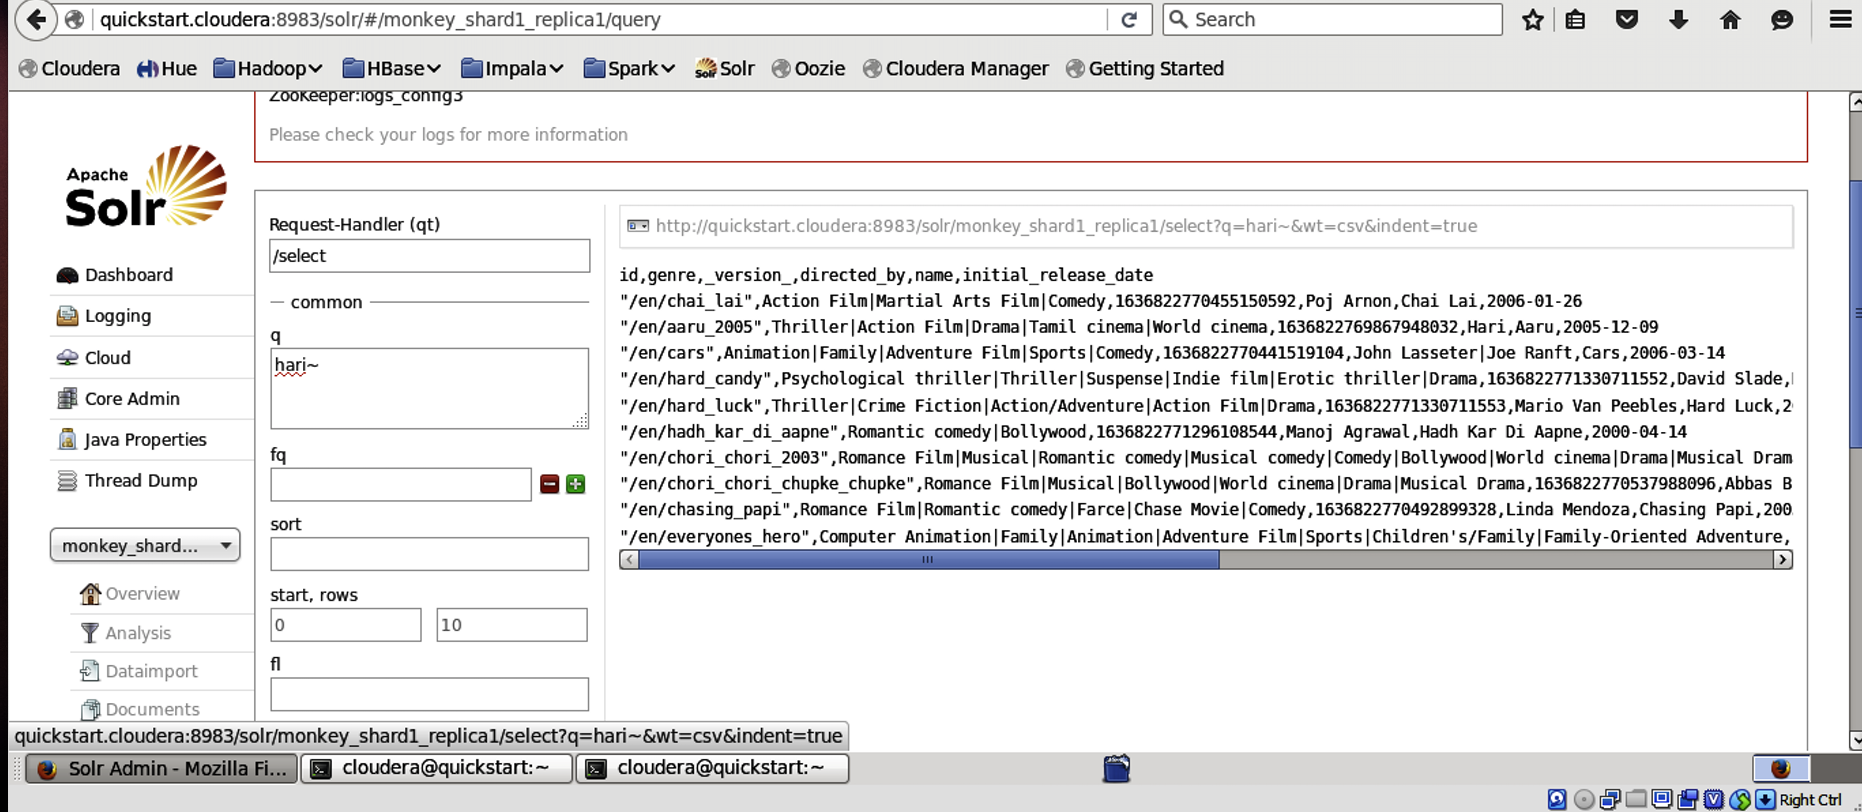 quickstart.cloudera:8983/solr/#/monkey_shard1_replica1/query
Search
Cloudera
Hue
Hadoop
HBase
Impala
Spark
Solr
Oozie
Cloudera Manager
Getting Started
ZooKeeper:logs_config3
Please check your logs for more information
Apache
Solr
Dashboard
Logging
Cloud
Core Admin
Java Properties
Thread Dump
monkey_shard...
Overview
Analysis
Dataimport
Documents
Request-Handler (qt)
/select
common
q
hari~
fq
sort
start, rows
0
10
fl
http://quickstart.cloudera:8983/solr/monkey_shard1_replica1/select?q=hari~&wt=csv&indent=true
id,genre,_version_,directed_by,name,initial_release_date
"/en/chai_lai",Action Film|Martial Arts Film|Comedy,1636822770455150592,Poj Arnon,Chai Lai,2006-01-26
"/en/aaru_2005",Thriller|Action Film|Drama|Tamil cinema|World cinema,1636822769867948032,Hari,Aaru,2005-12-09
"/en/cars",Animation|Family|Adventure Film|Sports|Comedy,1636822770441519104,John Lasseter|Joe Ranft,Cars,2006-03-14
"/en/hard_candy",Psychological thriller|Thriller|Suspense|Indie film|Erotic thriller|Drama,1636822771330711552,David Slade,
"/en/hard_luck",Thriller|Crime Fiction|Action/Adventure|Action Film|Drama,1636822771330711553,Mario Van Peebles,Hard Luck,2
"/en/hadh_kar_di_aapne",Romantic comedy|Bollywood,1636822771296108544,Manoj Agrawal,Hadh Kar Di Aapne,2000-04-14
"/en/chori_chori_2003",Romance Film|Musical|Romantic comedy|Musical comedy|Comedy|Bollywood|World cinema|Drama|Musical Dram
"/en/chori_chori_chupke_chupke",Romance Film|Musical|Bollywood|World cinema|Drama|Musical Drama,1636822770537988096,Abbas B
"/en/chasing_papi",Romance Film|Romantic comedy|Farce|Chase Movie|Comedy,1636822770492899328,Linda Mendoza,Chasing Papi,200
"/en/everyones_hero",Computer Animation|Family|Animation|Adventure Film|Sports|Children's/Family|Family-Oriented Adventure,
quickstart.cloudera:8983/solr/monkey_shard1_replica1/select?q=hari~&wt=csv&indent=true
Solr Admin - Mozilla Fi...
cloudera@quickstart:~
cloudera@quickstart:~
Right Ctrl